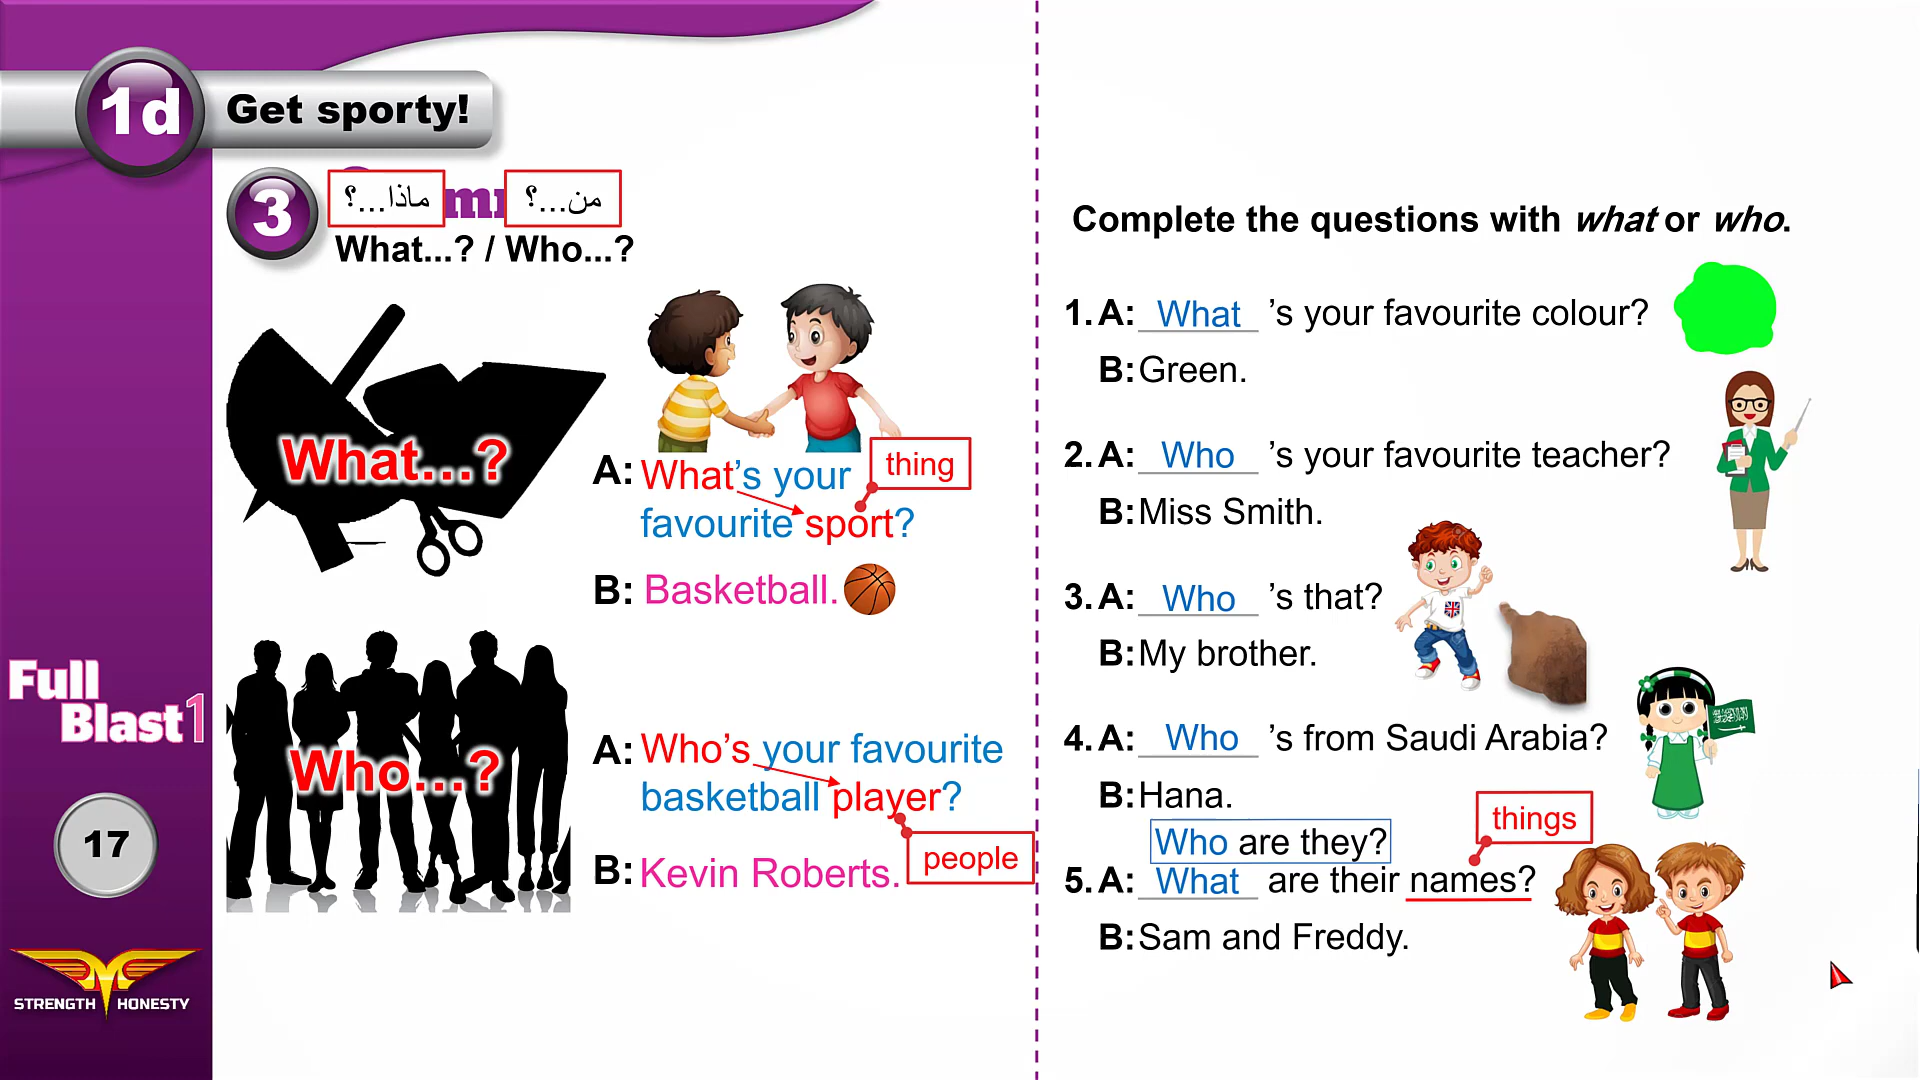 1d
Get sporty!
3
ماذا...؟
من...؟
What...? / Who...?
What...?
A: What’s your
favourite sport?
thing
B: Basketball.
Who...?
A: Who’s your favourite
basketball player?
people
B: Kevin Roberts.
Full
Blast 1
17
STRENGTH HONESTY
Complete the questions with what or who.
1. A: What ’s your favourite colour?
B: Green.
2. A: Who ’s your favourite teacher?
B: Miss Smith.
3. A: Who ’s that?
B: My brother.
4. A: Who ’s from Saudi Arabia?
B: Hana.
Who are they?
things
5. A: What are their names?
B: Sam and Freddy.